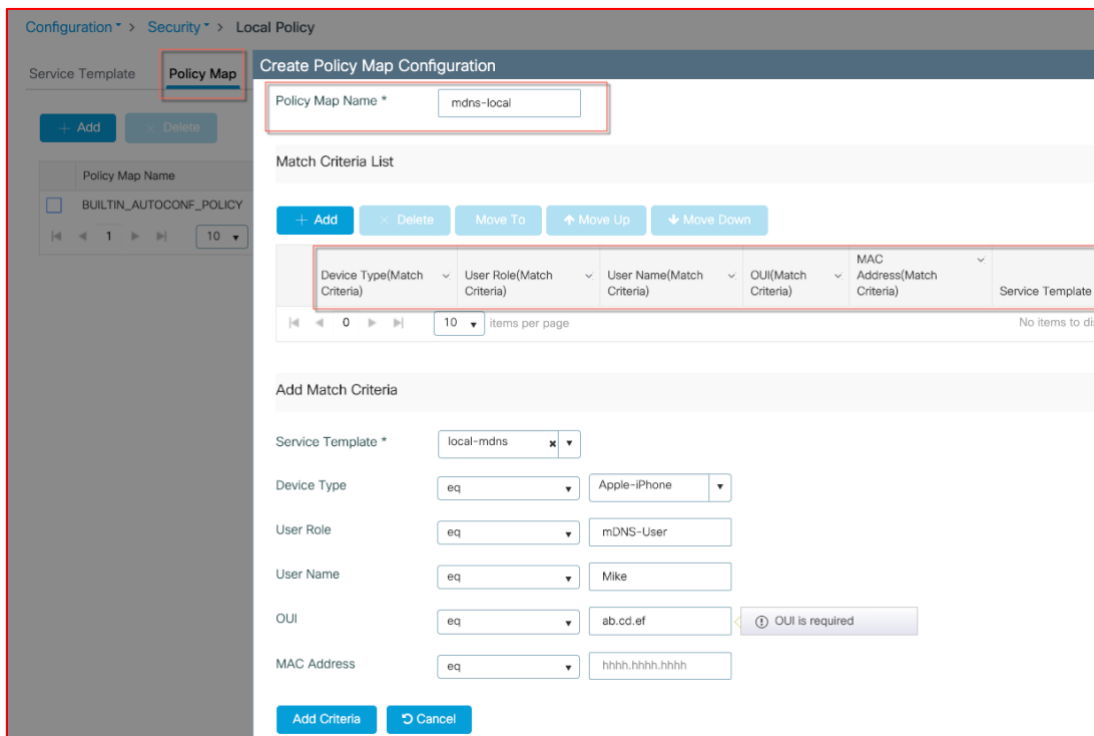 Configuration > Security > Local Policy
Service Template Policy Map
Create Policy Map Configuration
Policy Map Name * mdns-local
+ Add × Delete
Match Criteria List
Policy Map Name
BUILTIN_AUTOCONF_POLICY
+ Add × Delete Move To Move Up Move Down
1 10
Device Type(Match Criteria) User Role(Match Criteria) User Name(Match Criteria) OUI(Match Criteria) MAC Address(Match Criteria) Service Template
0 10 items per page No items to di
Add Match Criteria
Service Template * local-mdns
Device Type eq Apple-iPhone
User Role eq mDNS-User
User Name eq Mike
OUI eq ab.cd.ef OUI is required
MAC Address eq hhhh.hhhh.hhhh
Add Criteria Cancel